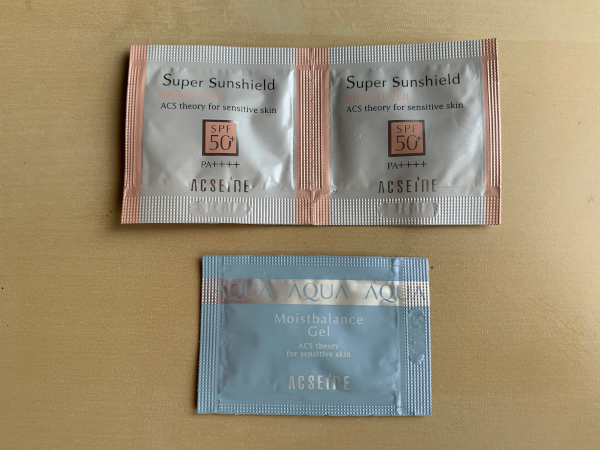 Super Sunshield
ACS theory for sensitive skin
SPF
50+
PA++++
ACSEINE
Super Sunshield
ACS theory for sensitive skin
SPF
50+
PA++++
ACSEINE
AQUA AQUA AQUA
Moistbalance
Gel
ACS theory
for sensitive skin
ACSEINE